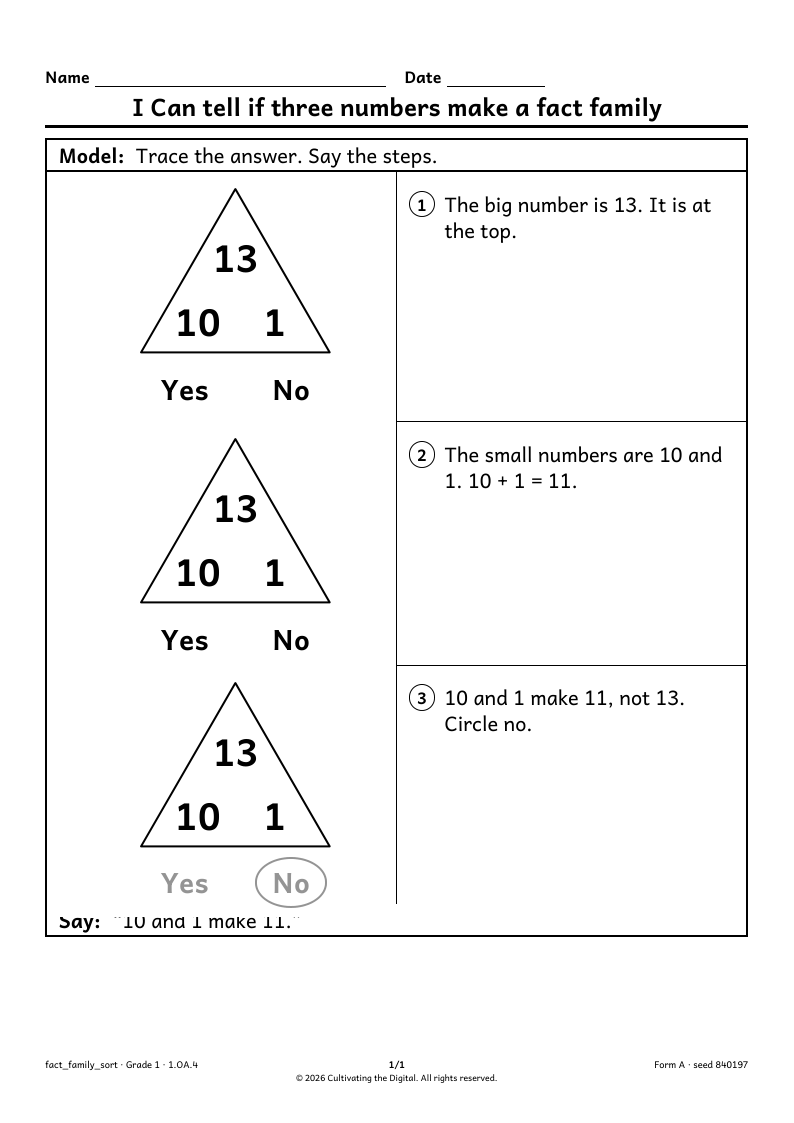 Name Date
I Can tell if three numbers make a fact family
Model: Trace the answer. Say the steps.
13
10 1
Yes No
1 The big number is 13. It is at
the top.
13
10 1
Yes No
2 The small numbers are 10 and
1. 10 + 1 = 11.
13
10 1
Yes No
3 10 and 1 make 11, not 13.
Circle no.
Say: "10 and 1 make 11."
fact_family_sort · Grade 1 · 1.OA.4 1/1 Form A · seed 840197
© 2026 Cultivating the Digital. All rights reserved.